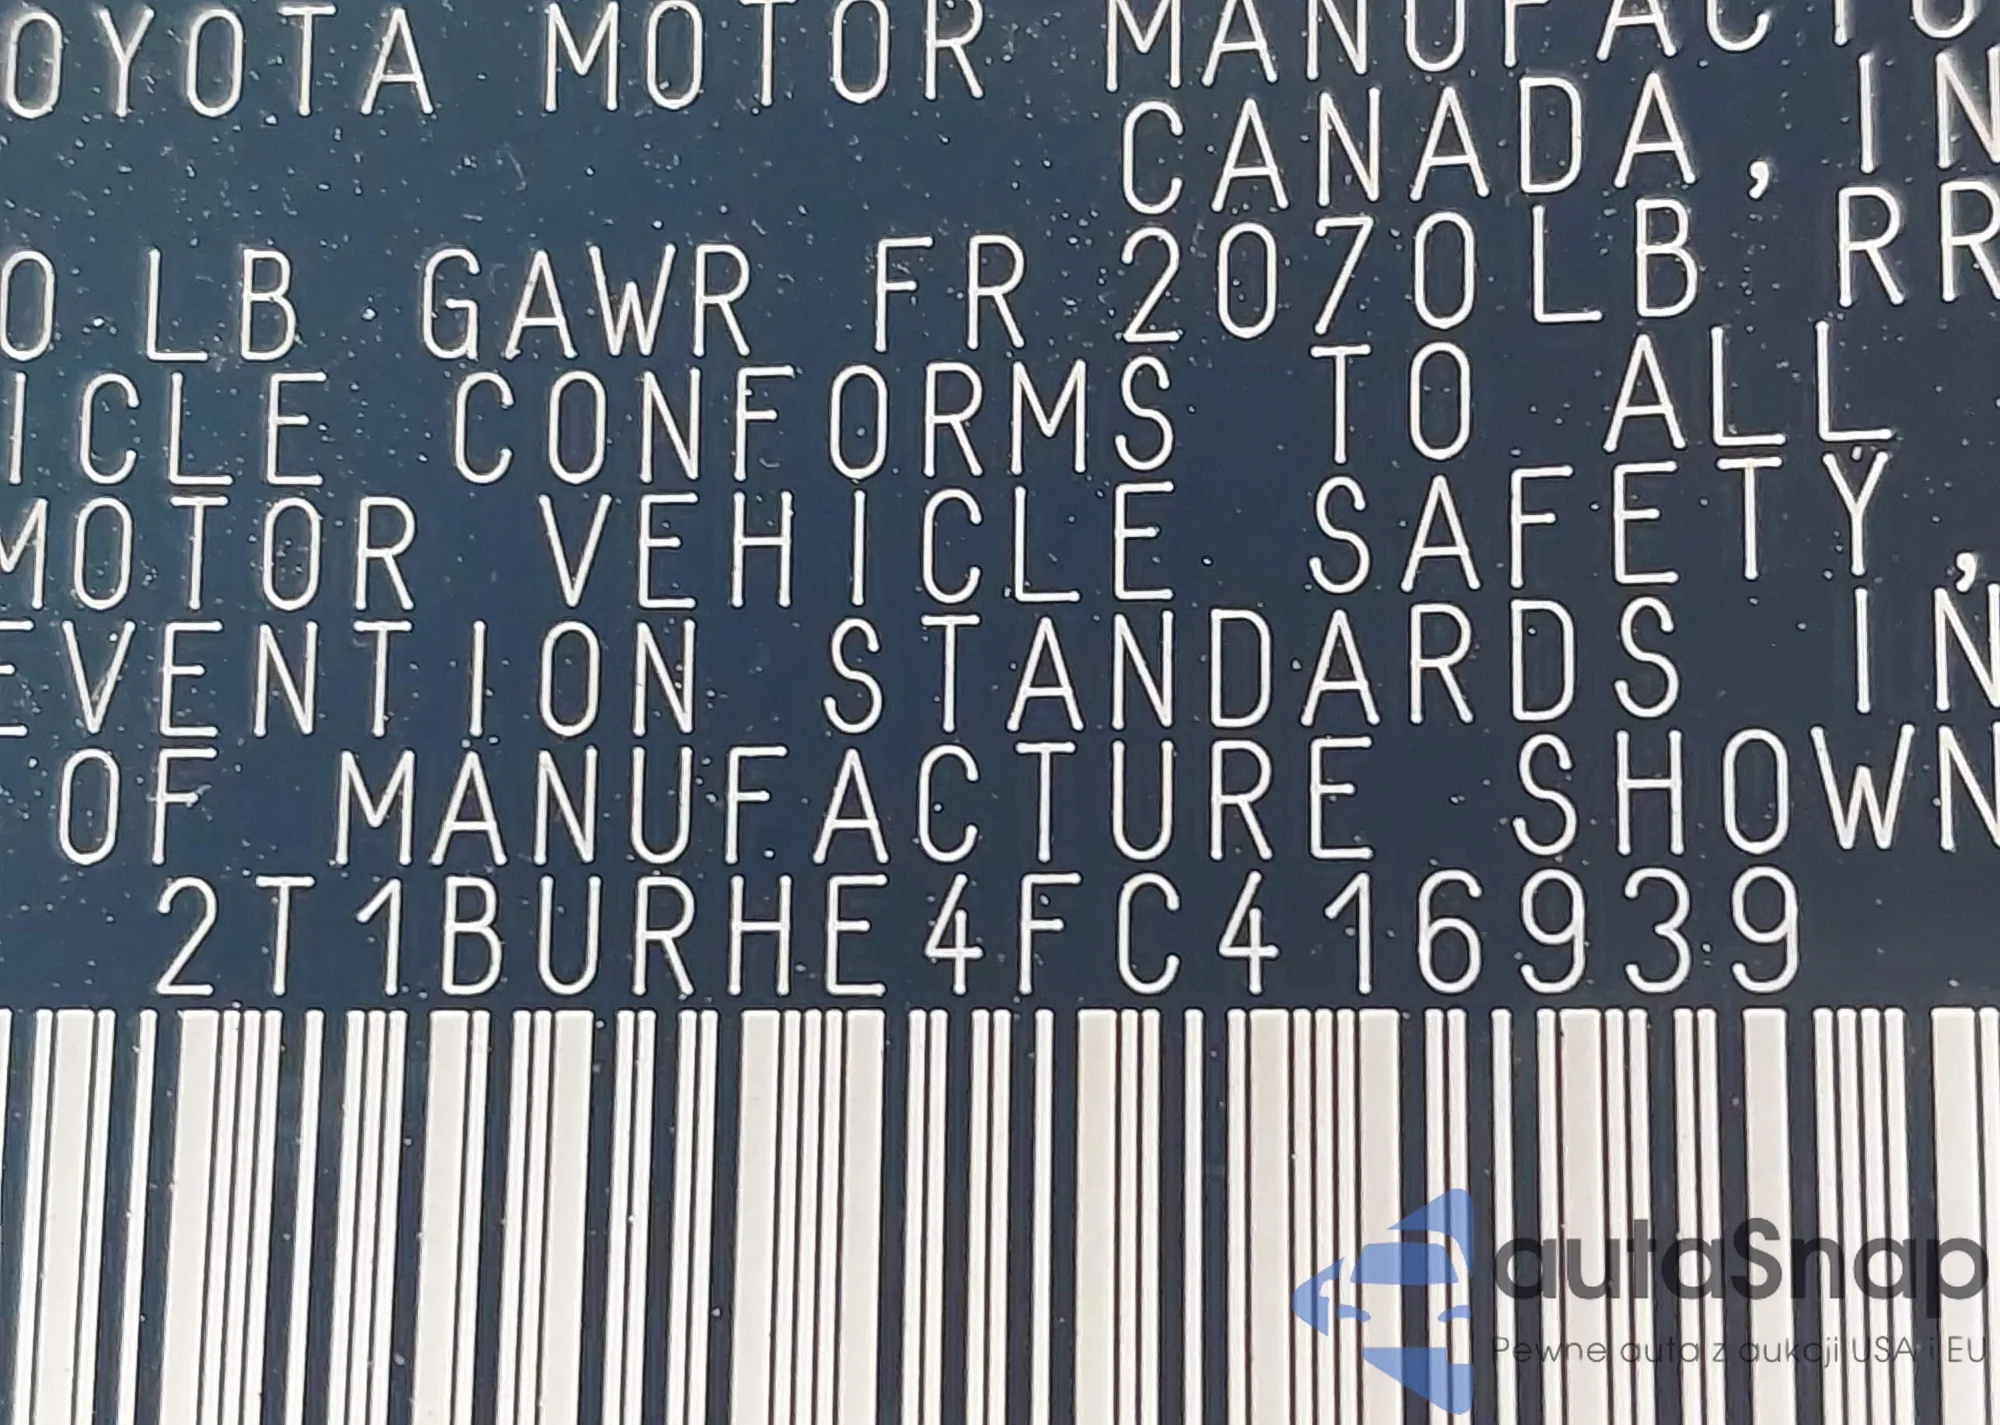 TOYOTA MOTOR MANUFACTU
CANADA, IN
0 LB GAWR FR 2070LB RR
ICLE CONFORMS TO ALL
MOTOR VEHICLE SAFETY,
EVENTION STANDARDS IN
OF MANUFACTURE SHOWN
2T1BURHE4FC416939
autaSnap
Pewne auta z aukcji USA i EU